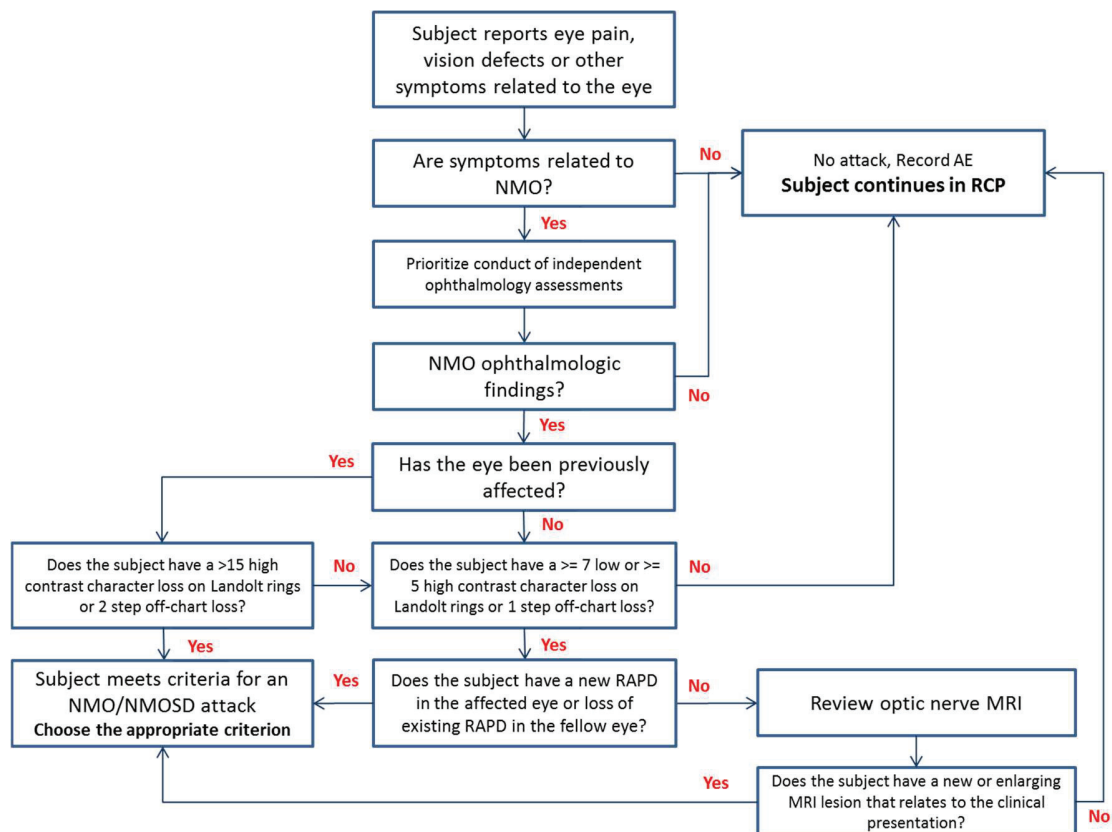 Subject reports eye pain,
vision defects or other
symptoms related to the eye
Are symptoms related to
NMO?
No
No attack, Record AE
Subject continues in RCP
Yes
Prioritize conduct of independent
ophthalmology assessments
NMO ophthalmologic
findings?
No
Yes
Yes
Has the eye been previously
affected?
No
Does the subject have a >15 high
contrast character loss on Landolt rings
or 2 step off-chart loss?
No
Does the subject have a >= 7 low or >=
5 high contrast character loss on
Landolt rings or 1 step off-chart loss?
No
Yes
Yes
Subject meets criteria for an
NMO/NMOSD attack
Choose the appropriate criterion
Yes
Does the subject have a new RAPD
in the affected eye or loss of
existing RAPD in the fellow eye?
No
Review optic nerve MRI
Yes
Does the subject have a new or enlarging
MRI lesion that relates to the clinical
presentation?
No